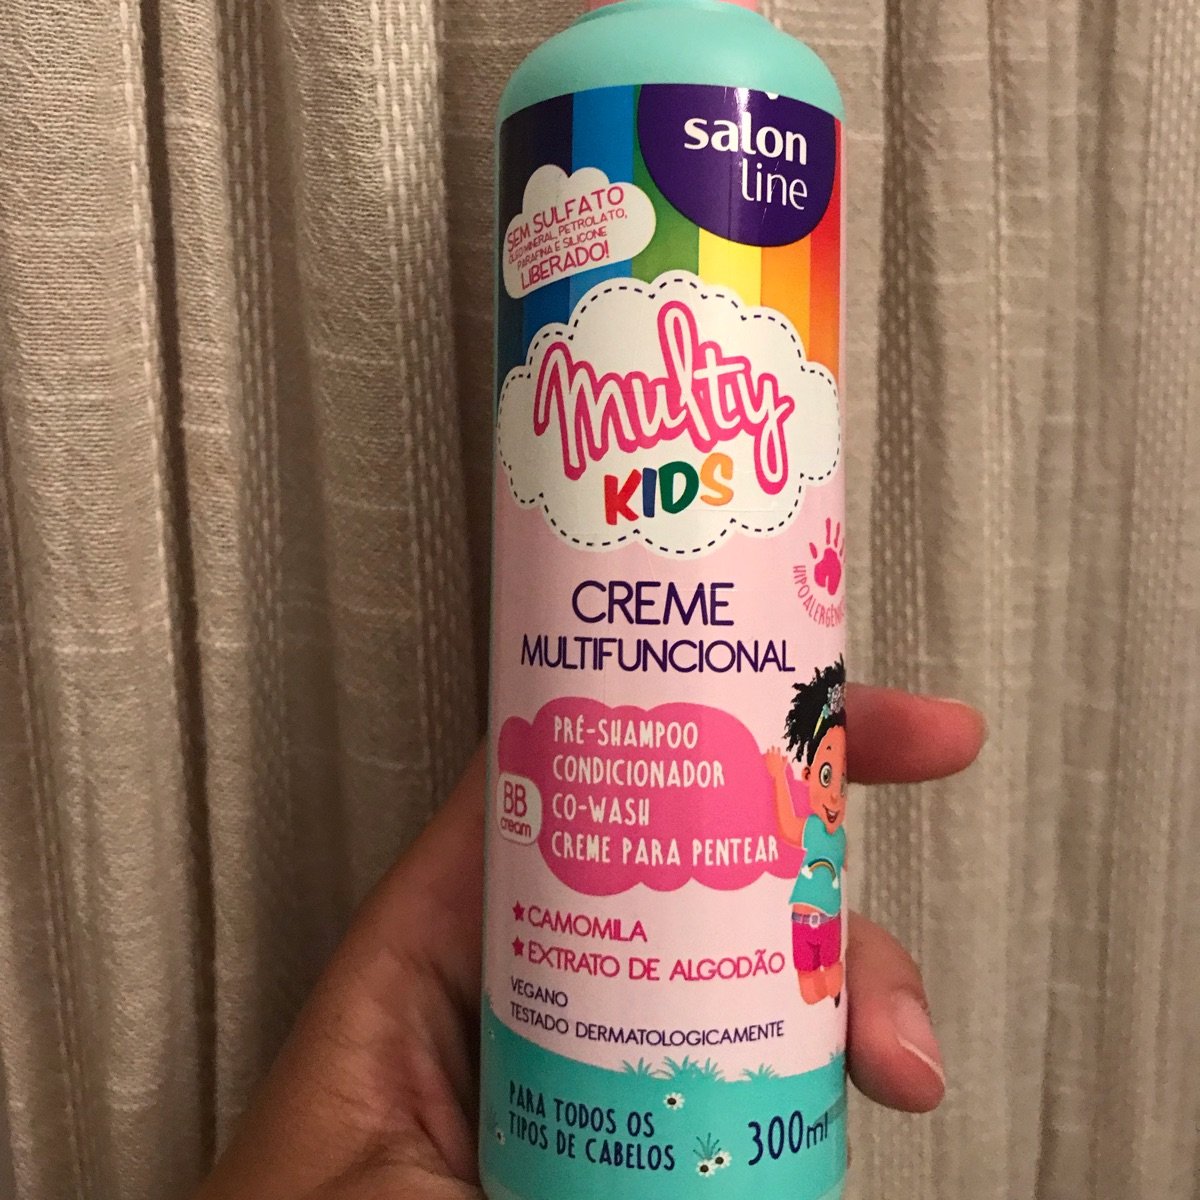 salon
line
SEM SULFATO
ÓLEO MINERAL, PETROLATO,
PARAFINA E SILICONE
LIBERADO!
Multy
KIDS
CREME
MULTIFUNCIONAL
BB
cream
PRÉ-SHAMPOO
CONDICIONADOR
CO-WASH
CREME PARA PENTEAR
CAMOMILA
EXTRATO DE ALGODÃO
VEGANO
TESTADO DERMATOLOGICAMENTE
PARA TODOS OS
TIPOS DE CABELOS
300ml